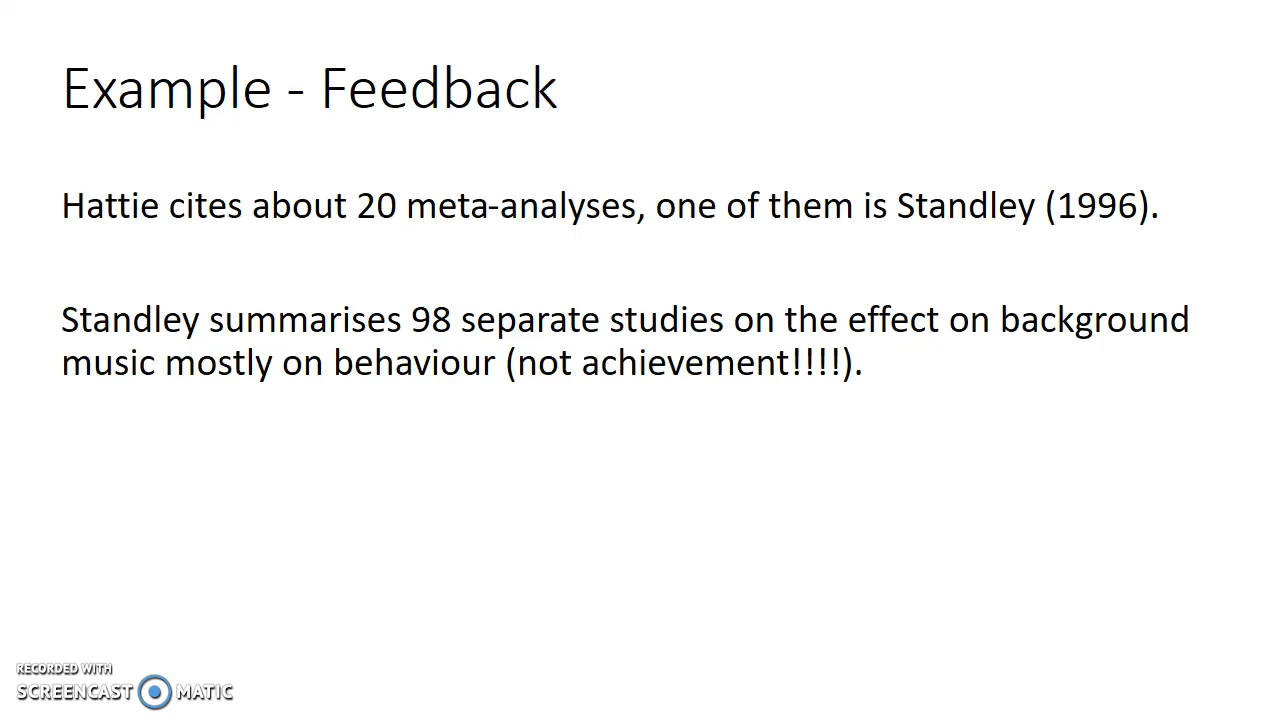 Example - Feedback
Hattie cites about 20 meta-analyses, one of them is Standley (1996).
Standley summarises 98 separate studies on the effect on background
music mostly on behaviour (not achievement!!!!).
RECORDED WITH
SCREENCAST MATIC